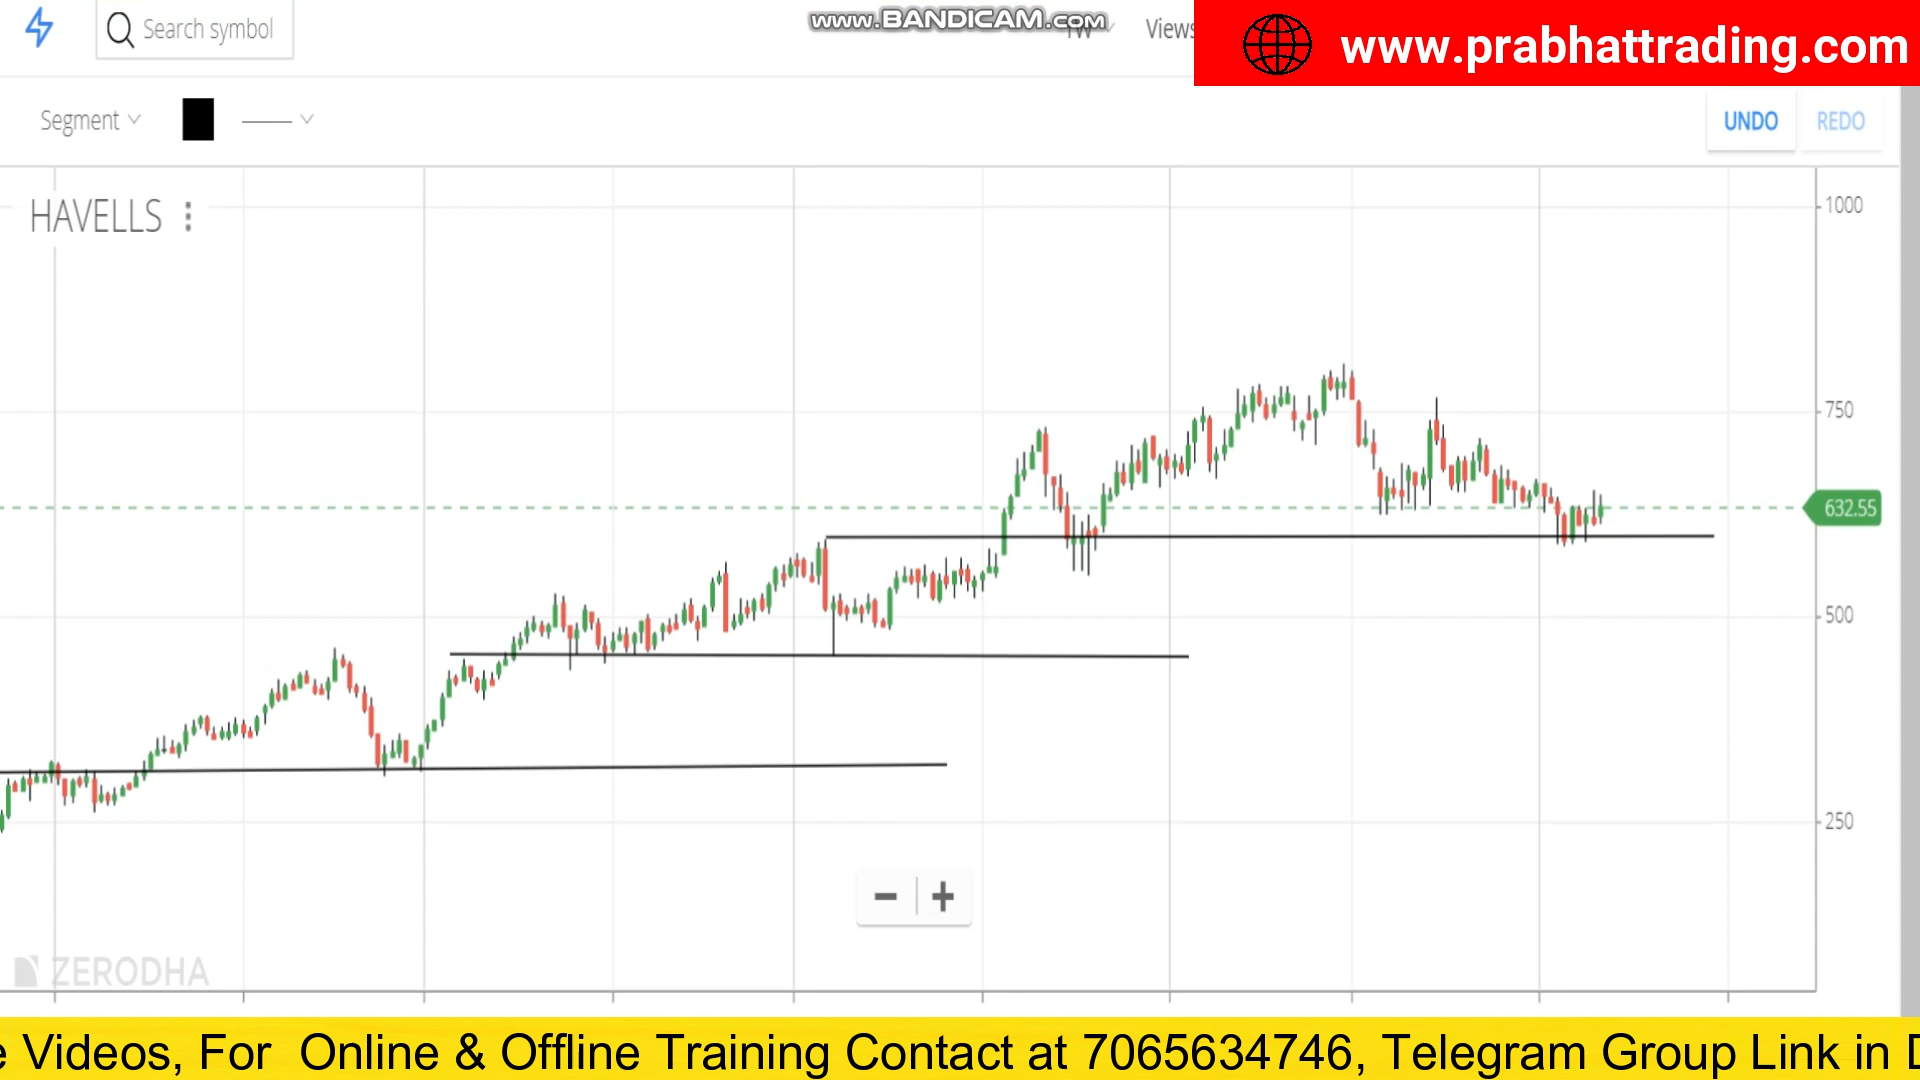 Search symbol
www.BANDICAM.com
1W
Views
www.prabhattrading.com
Segment
UNDO
REDO
HAVELLS
1000
750
632.55
500
250
ZERODHA
Videos, For Online & Offline Training Contact at 7065634746, Telegram Group Link in